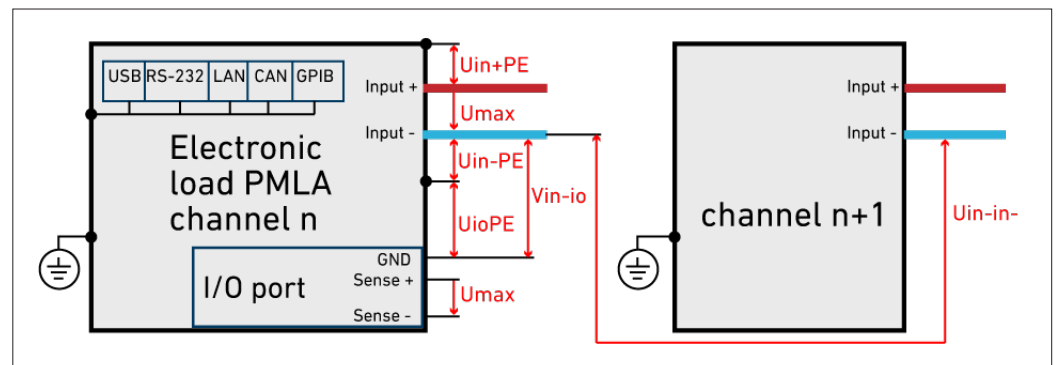 USB RS-232 LAN CAN GPIB
Input +
Input -
Uin+PE
Umax
Uin-PE
UioPE
Vin-io
Electronic
load PMLA
channel n
I/O port
GND
Sense +
Sense -
Umax
Input +
Input -
channel n+1
Uin-in-